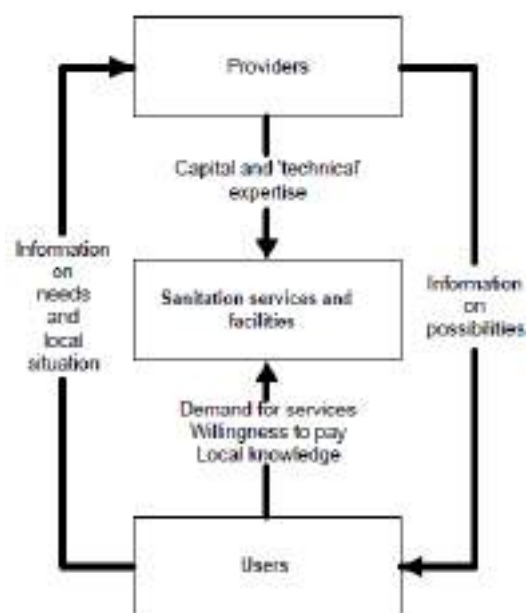 Providers
Capital and 'technical'
expertise
Information
on
needs
and
local
situation
Sanitation services and
facilities
Information
on
possibilities
Demand for services
Willingness to pay
Local knowledge
Users